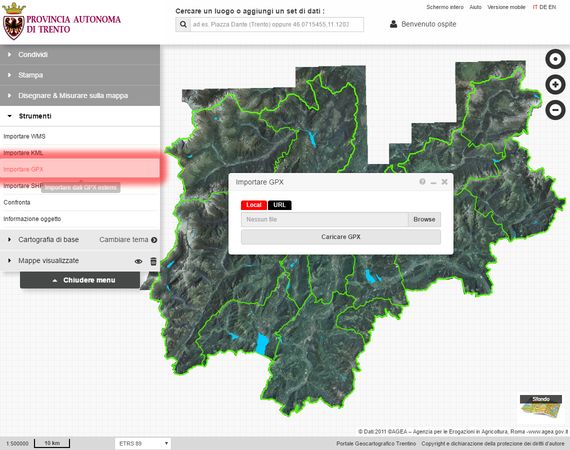 PROVINCIA AUTONOMA
DI TRENTO
Cercare un luogo o aggiungi un set di dati :
ad es. Piazza Dante (Trento) oppure 46.0715455,11.1203
Schermo intero Aiuto Versione mobile IT DE EN
Benvenuto ospite
Condividi
Stampa
Disegnare & Misurare sulla mappa
Strumenti
Importare WMS
Importare KML
Importare GPX
Importare SHP
Importare dati GPX esterni
Confronta
Informazione oggetto
Cartografia di base Cambiare tema
Mappe visualizzate
Chiudere menu
Importare GPX
Local URL
Nessun file Browse
Caricare GPX
Sfondo
© Dati:2011 ©AGEA – Agenzia per le Erogazioni in Agricoltura, Roma -www.agea.gov.it
1:500000 10 km ETRS 89 Portale Geocartografico Trentino Copyright e dichiarazione della protezione dei diritti d'autore